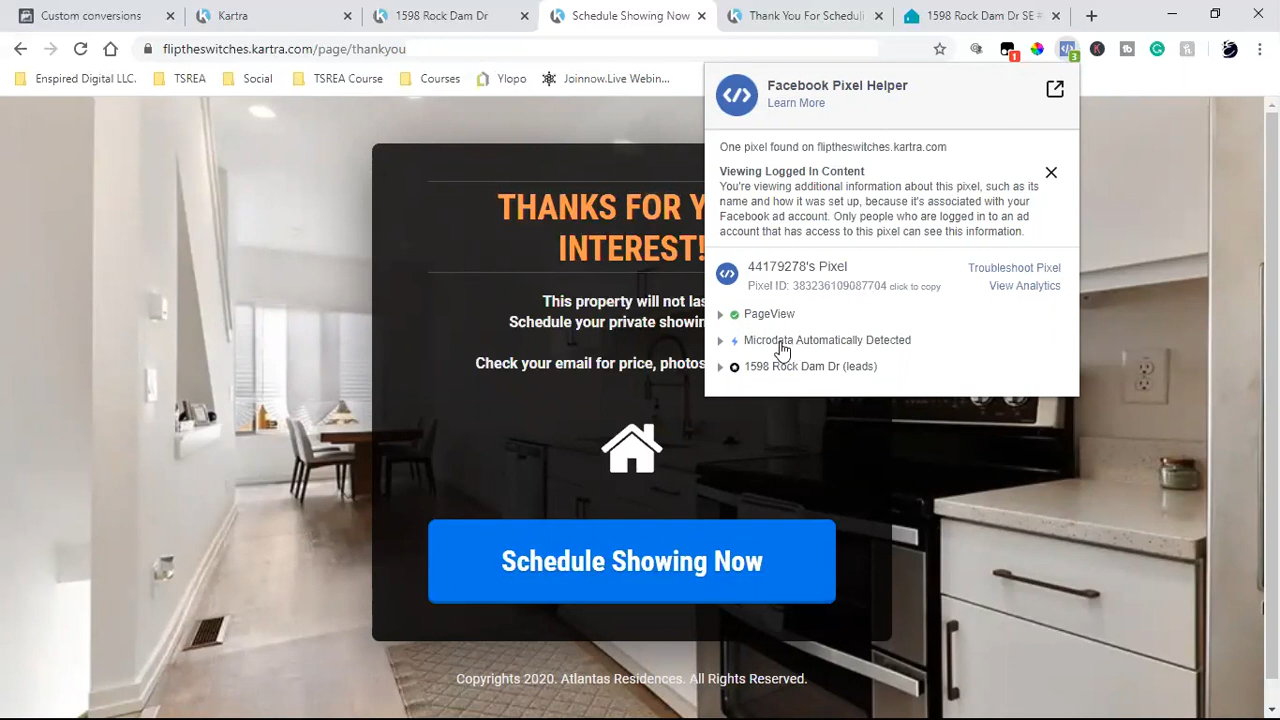 Custom conversions
Kartra
1598 Rock Dam Dr
Schedule Showing Now
Thank You For Scheduli
1598 Rock Dam Dr SE
fliptheswitches.kartra.com/page/thankyou
1
3
Enspired Digital LLC.
TSREA
Social
TSREA Course
Courses
Ylopo
Joinnow.Live Webin...
Facebook Pixel Helper
Learn More
One pixel found on fliptheswitches.kartra.com
Viewing Logged In Content
You're viewing additional information about this pixel, such as its
name and how it was set up, because it's associated with your
Facebook ad account. Only people who are logged in to an ad
account that has access to this pixel can see this information.
44179278's Pixel
Troubleshoot Pixel
Pixel ID: 383236109087704 click to copy
View Analytics
PageView
Microdata Automatically Detected
1598 Rock Dam Dr (leads)
THANKS FOR Y
INTEREST!
This property will not las
Schedule your private showin
Check your email for price, photos
Schedule Showing Now
Copyrights 2020. Atlantas Residences. All Rights Reserved.